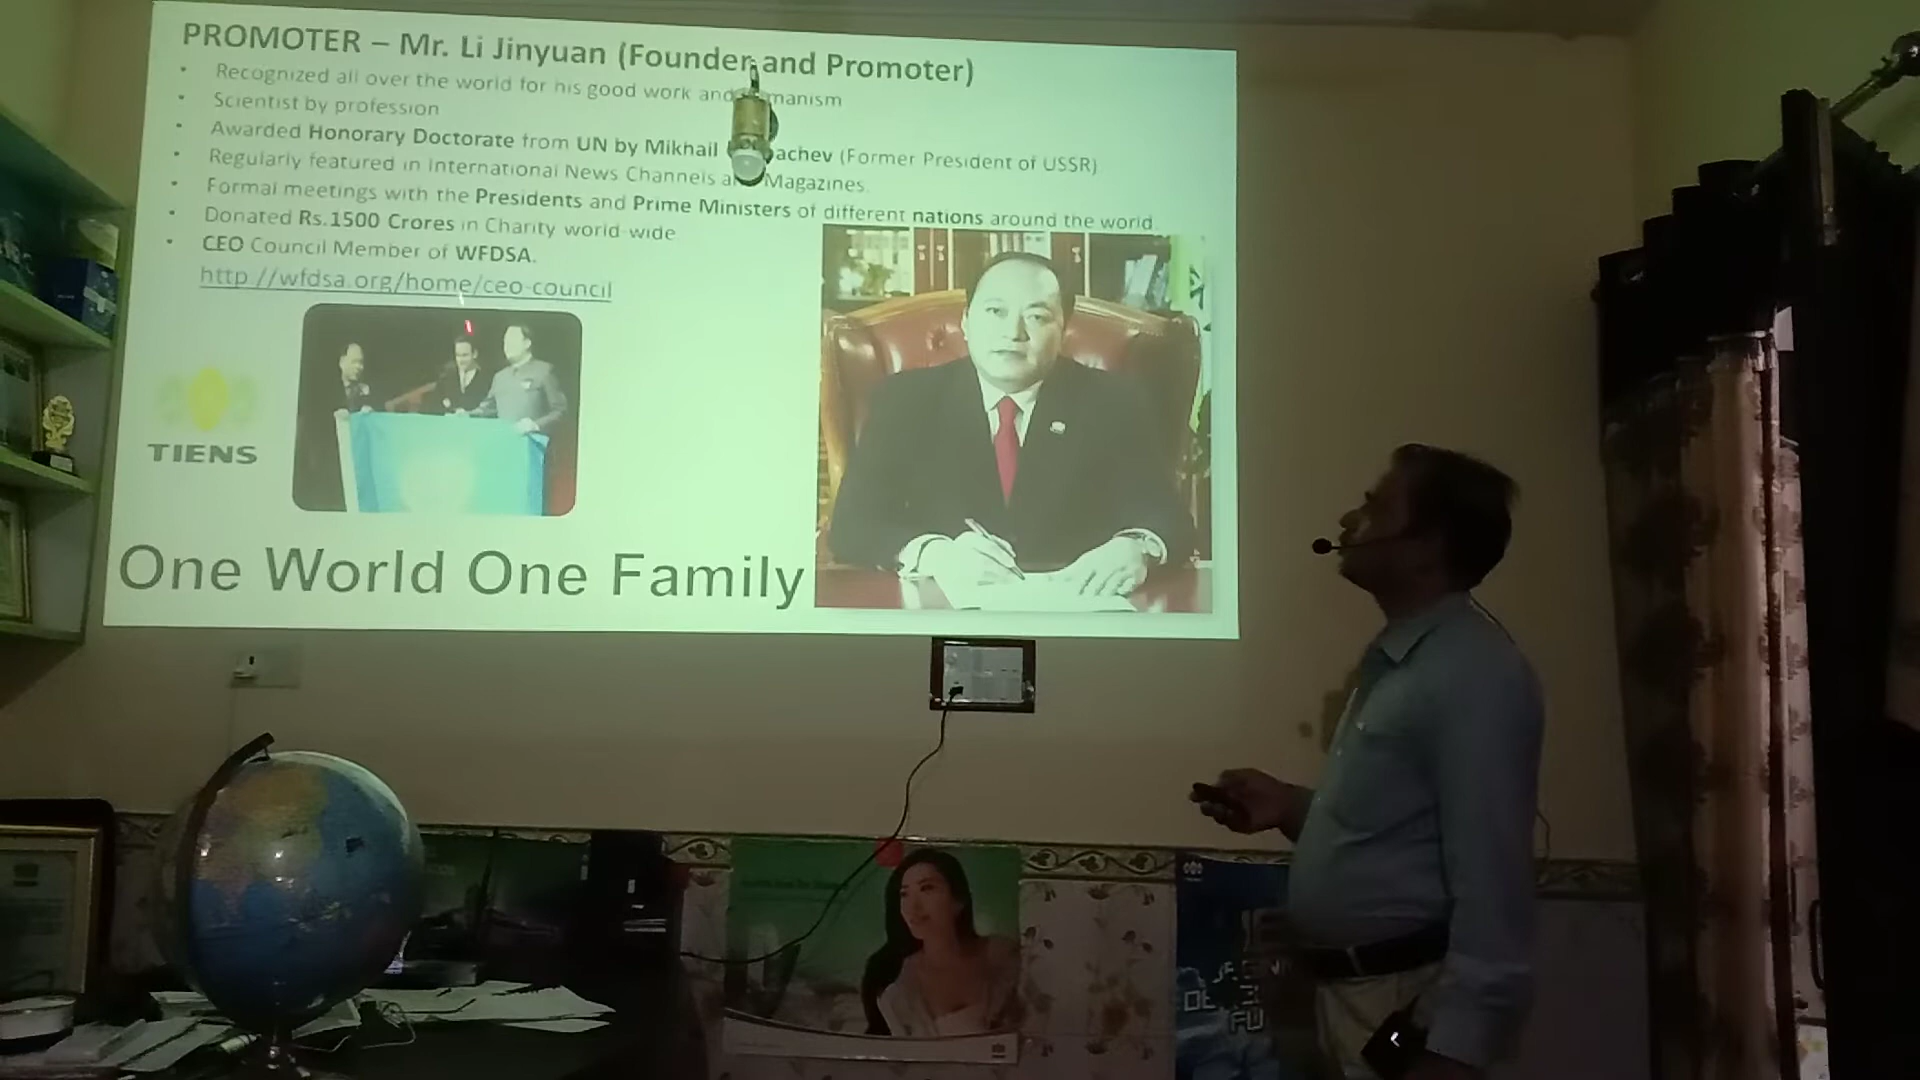 PROMOTER – Mr. Li Jinyuan (Founder and Promoter)
• Recognized all over the world for his good work and manism
• Scientist by profession
• Awarded Honorary Doctorate from UN by Mikhail achev (Former President of USSR)
• Regularly featured in International News Channels a Magazines.
• Formal meetings with the Presidents and Prime Ministers of different nations around the world.
• Donated Rs.1500 Crores in Charity world-wide
• CEO Council Member of WFDSA.
http://wfdsa.org/home/ceo-council
TIENS
One World One Family